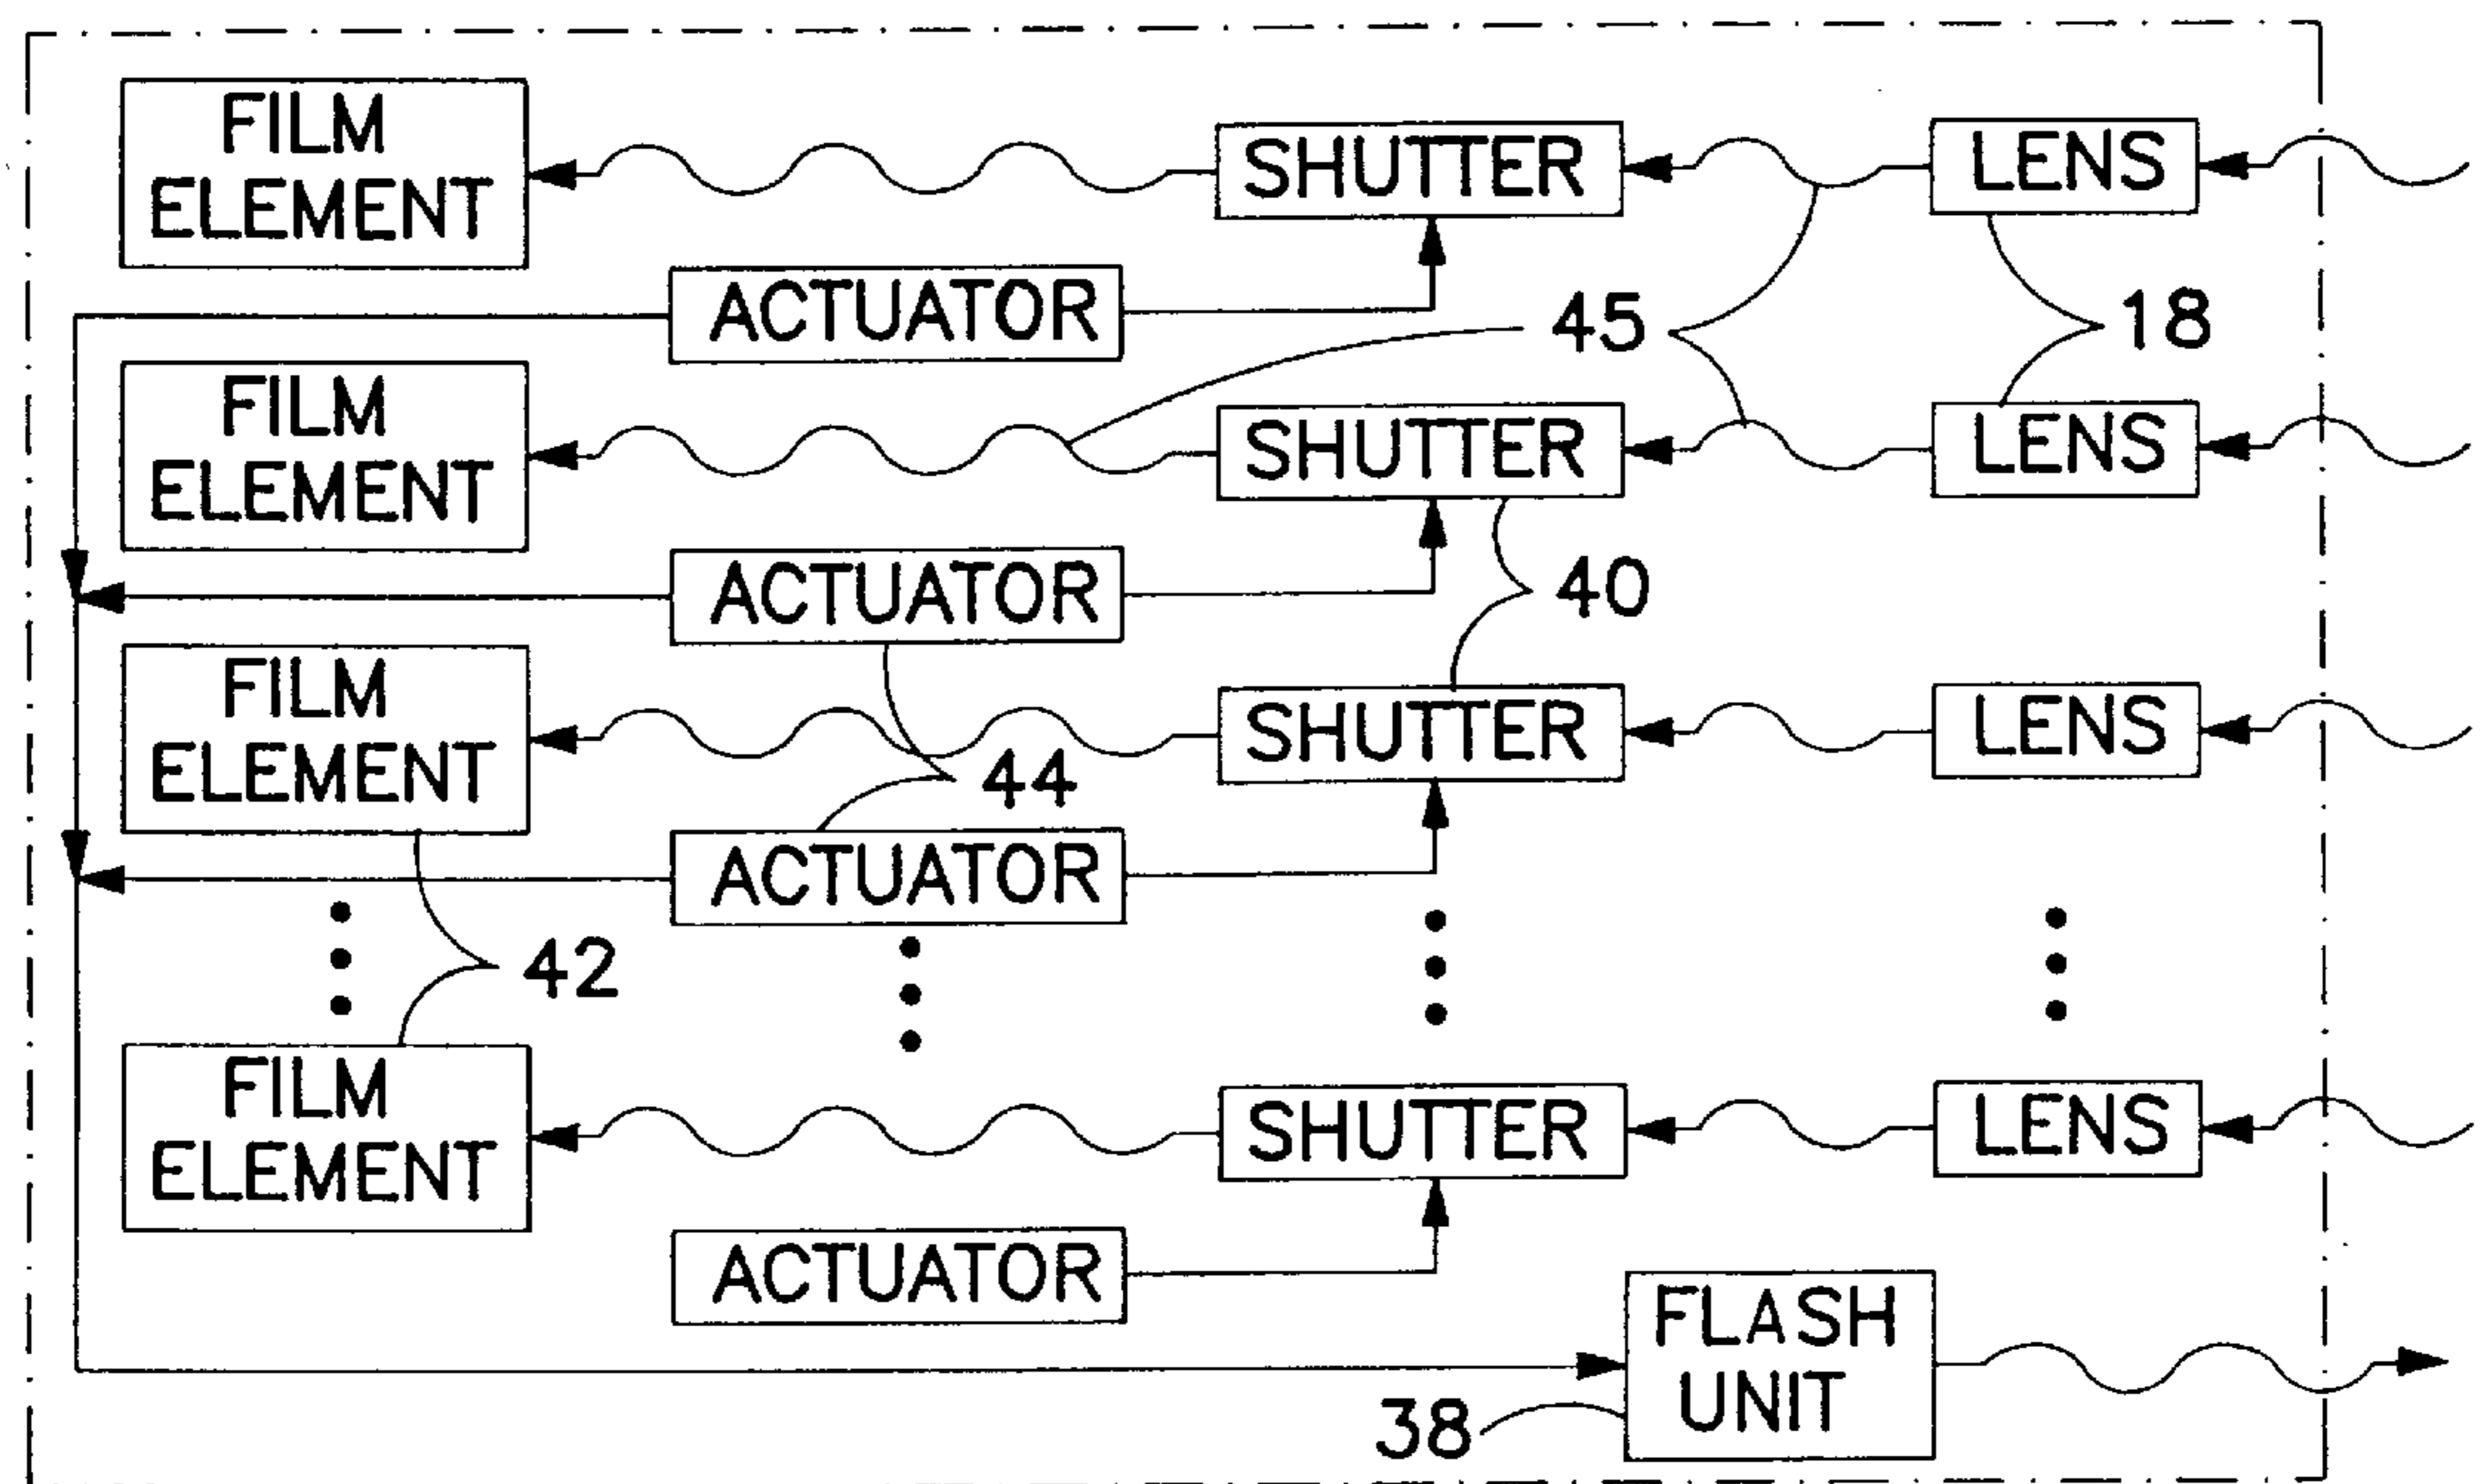 FILM
ELEMENT
SHUTTER
LENS
ACTUATOR
45
18
FILM
ELEMENT
SHUTTER
LENS
ACTUATOR
40
FILM
ELEMENT
SHUTTER
LENS
44
ACTUATOR
42
FILM
ELEMENT
SHUTTER
LENS
ACTUATOR
FLASH
UNIT
38